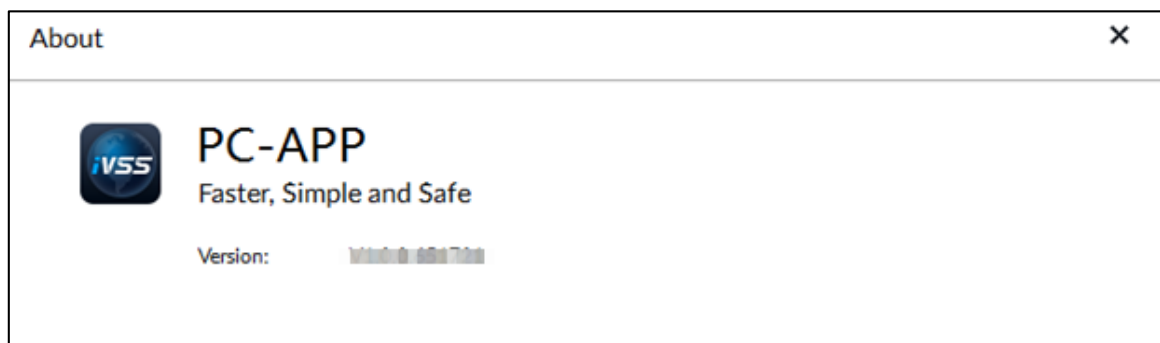 About
iVSS
PC-APP
Faster, Simple and Safe
Version: